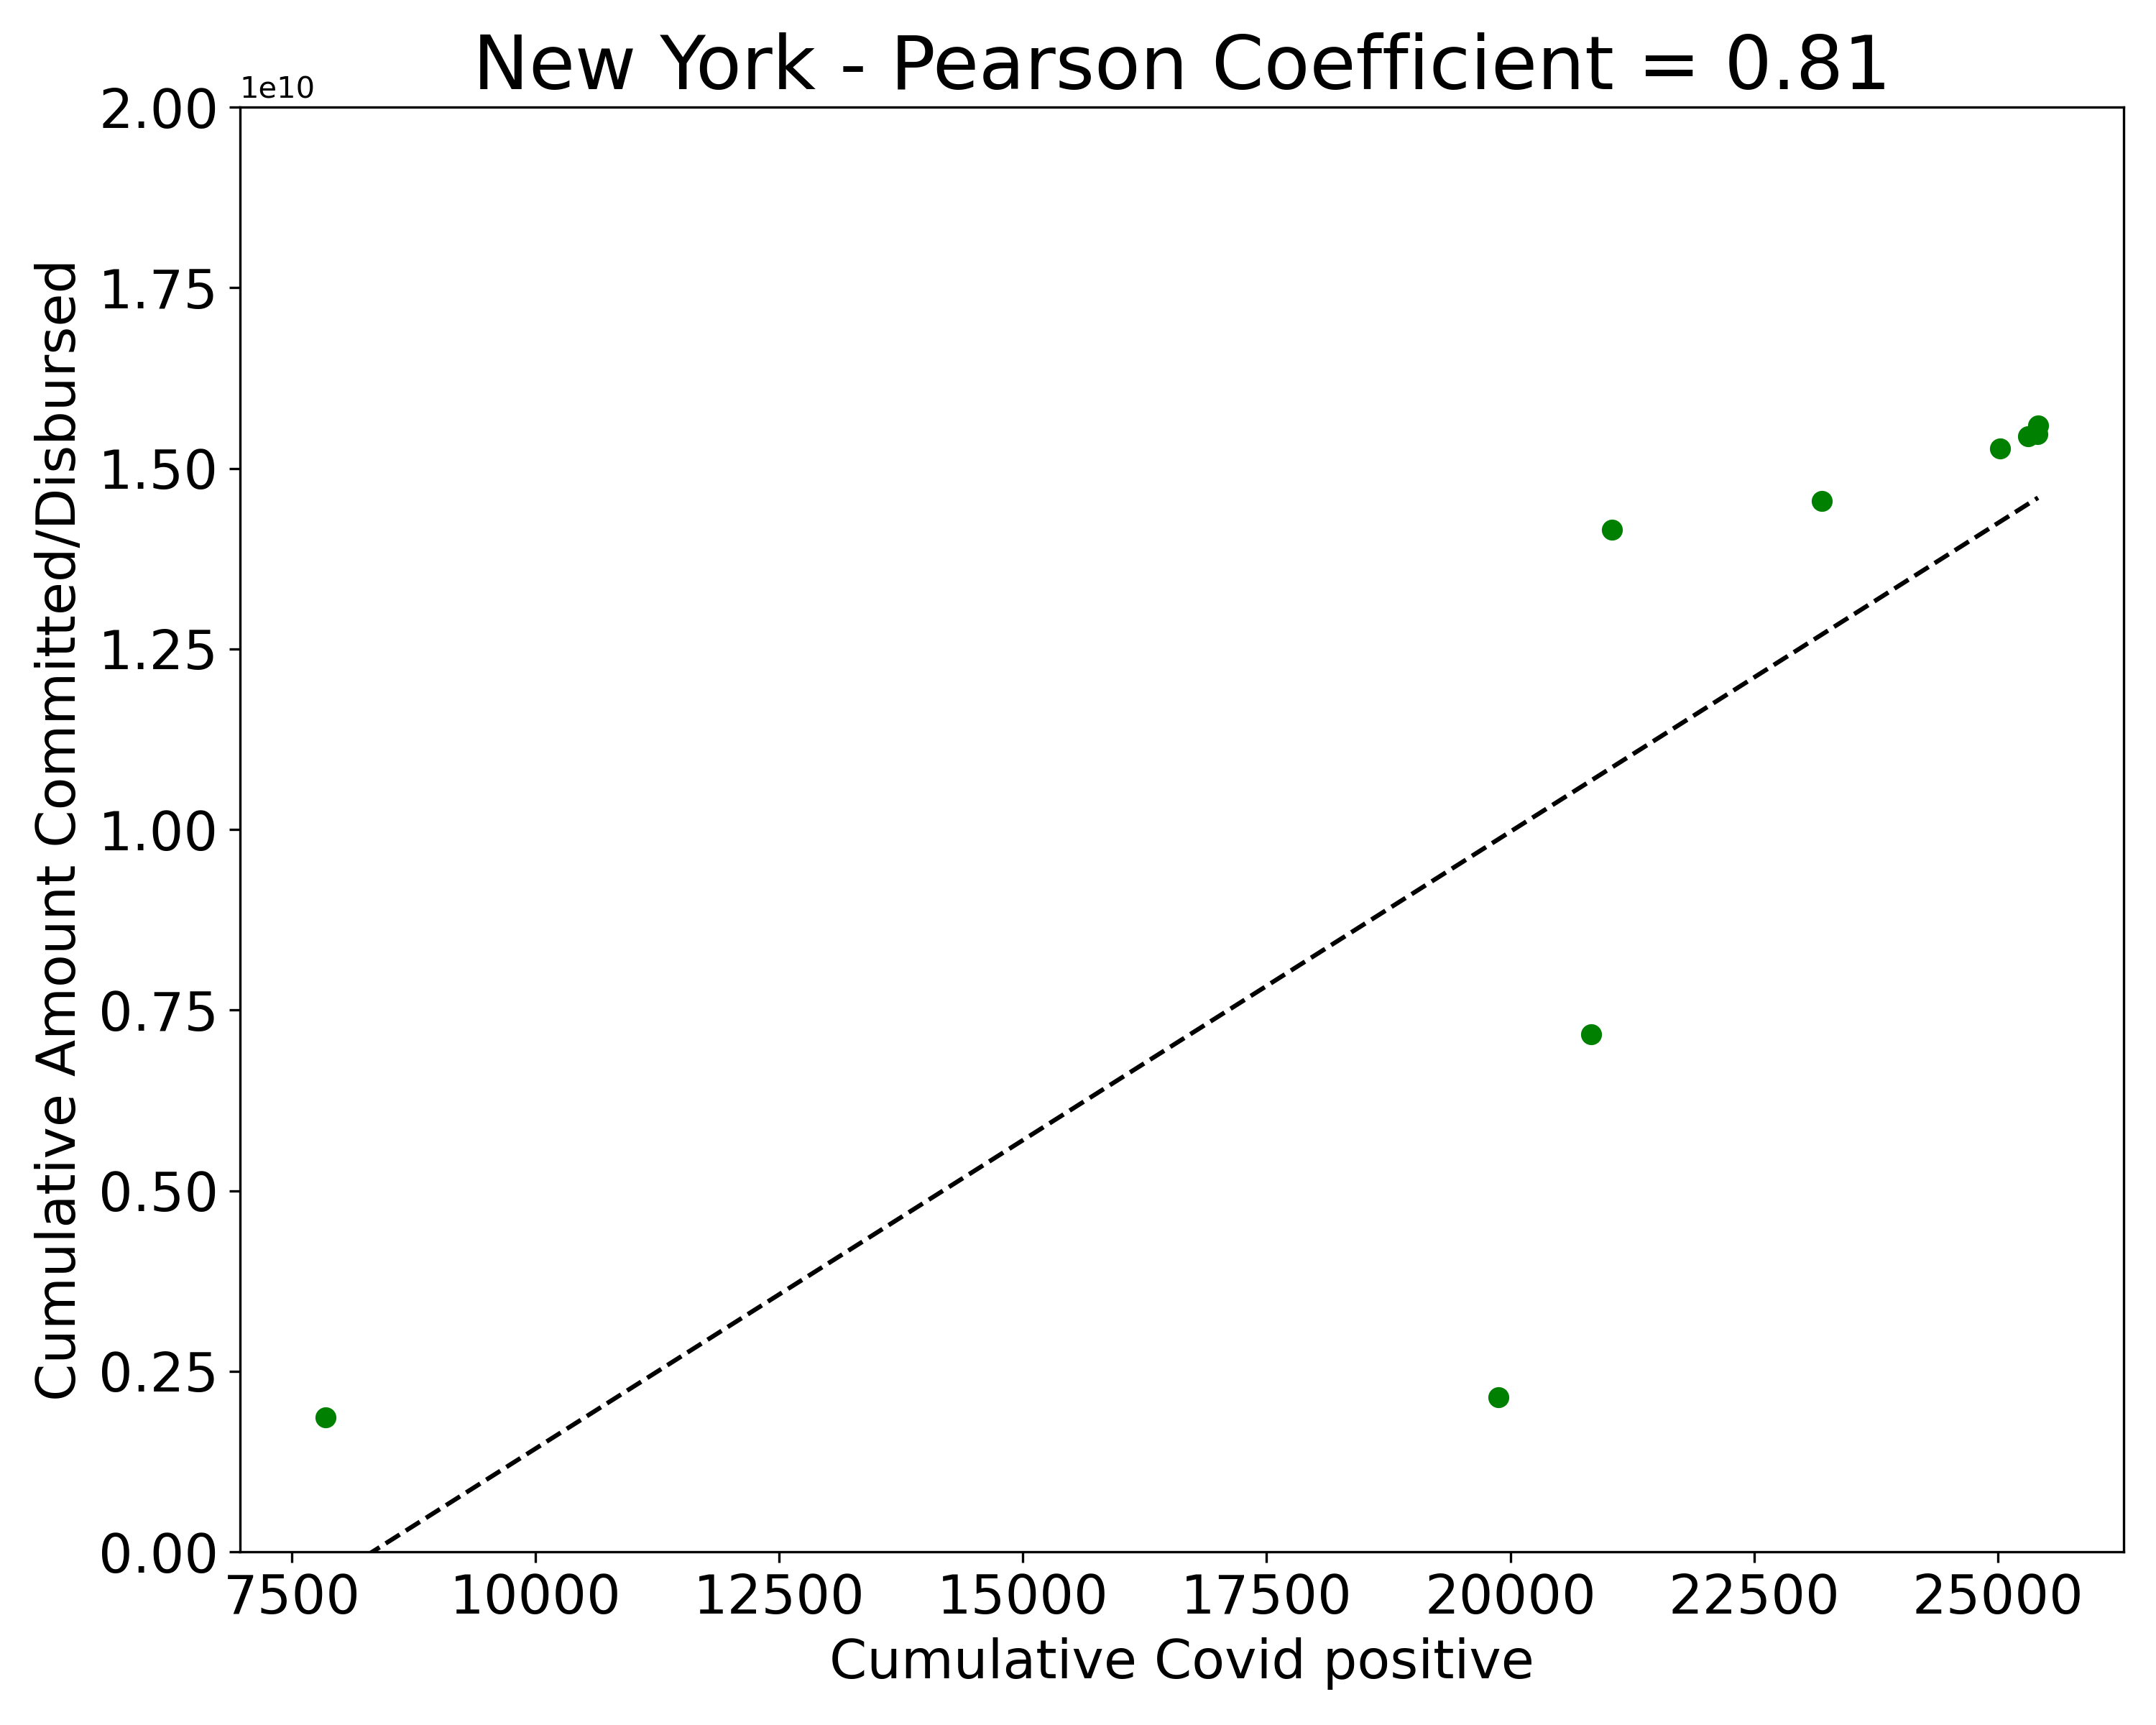 New York - Pearson Coefficient = 0.81
1e10
2.00
1.75
1.50
1.25
1.00
0.75
0.50
0.25
0.00
Cumulative Amount Committed/Disbursed
7500 10000 12500 15000 17500 20000 22500 25000
Cumulative Covid positive